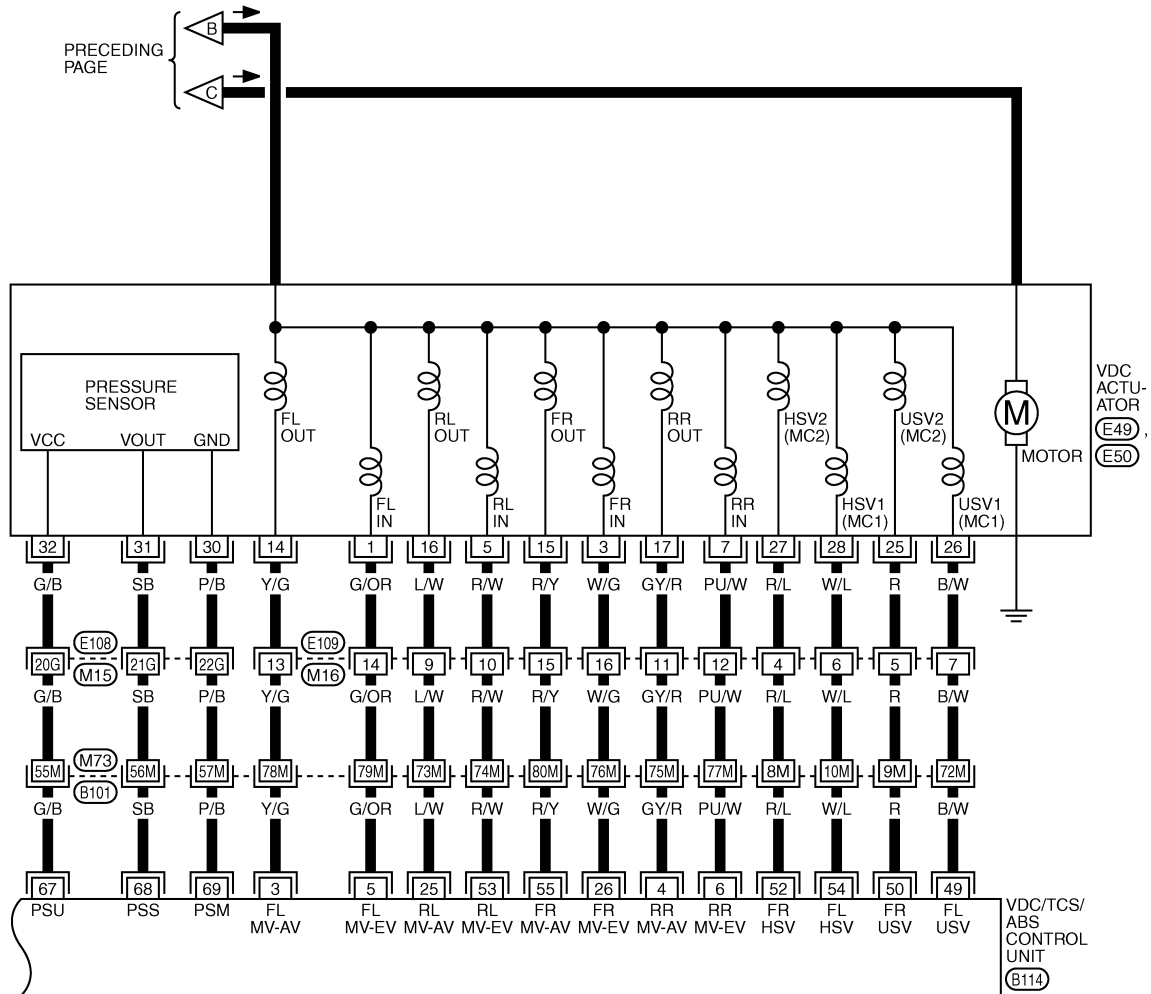 PRECEDING
PAGE
B
C
PRESSURE
SENSOR
VCC VOUT GND
FL
OUT
FL
IN
RL
OUT
RL
IN
FR
OUT
FR
IN
RR
OUT
RR
IN
HSV2
(MC2)
HSV1
(MC1)
USV2
(MC2)
USV1
(MC1)
M
MOTOR
VDC
ACTU-
ATOR
E49 ,
E50
32 31 30 14 1 16 5 15 3 17 7 27 28 25 26
G/B SB P/B Y/G G/OR L/W R/W R/Y W/G GY/R PU/W R/L W/L R B/W
E108 E109
20G 21G 22G 13 14 9 10 15 16 11 12 4 6 5 7
M15 M16
G/B SB P/B Y/G G/OR L/W R/W R/Y W/G GY/R PU/W R/L W/L R B/W
M73
55M 56M 57M 78M 79M 73M 74M 80M 76M 75M 77M 8M 10M 9M 72M
B101
G/B SB P/B Y/G G/OR L/W R/W R/Y W/G GY/R PU/W R/L W/L R B/W
67 68 69 3 5 25 53 55 26 4 6 52 54 50 49
PSU PSS PSM FL FL RL RL FR FR RR RR FR FL FR FL
MV-AV MV-EV MV-AV MV-EV MV-AV MV-EV MV-AV MV-EV HSV HSV USV USV
VDC/TCS/
ABS
CONTROL
UNIT
B114